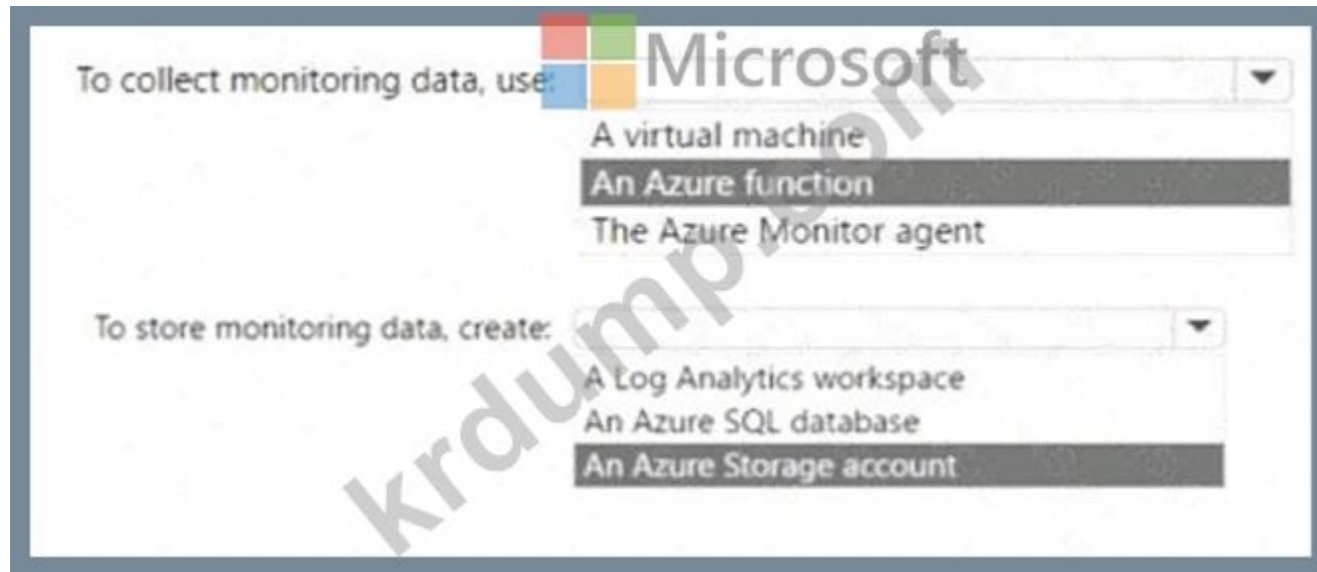 Microsoft
To collect monitoring data, use:
A virtual machine
An Azure function
The Azure Monitor agent
To store monitoring data, create:
A Log Analytics workspace
An Azure SQL database
An Azure Storage account
krdump.com